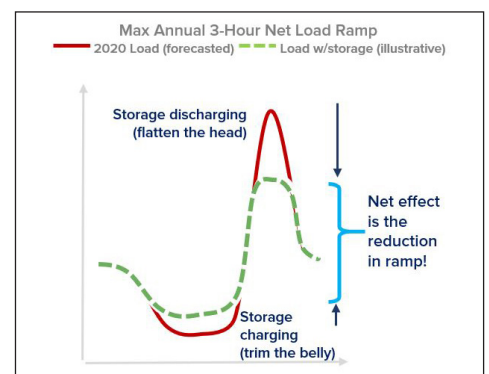 Max Annual 3-Hour Net Load Ramp
2020 Load (forecasted) Load w/storage (illustrative)
Storage discharging
(flatten the head)
Net effect
is the
reduction
in ramp!
Storage
charging
(trim the belly)